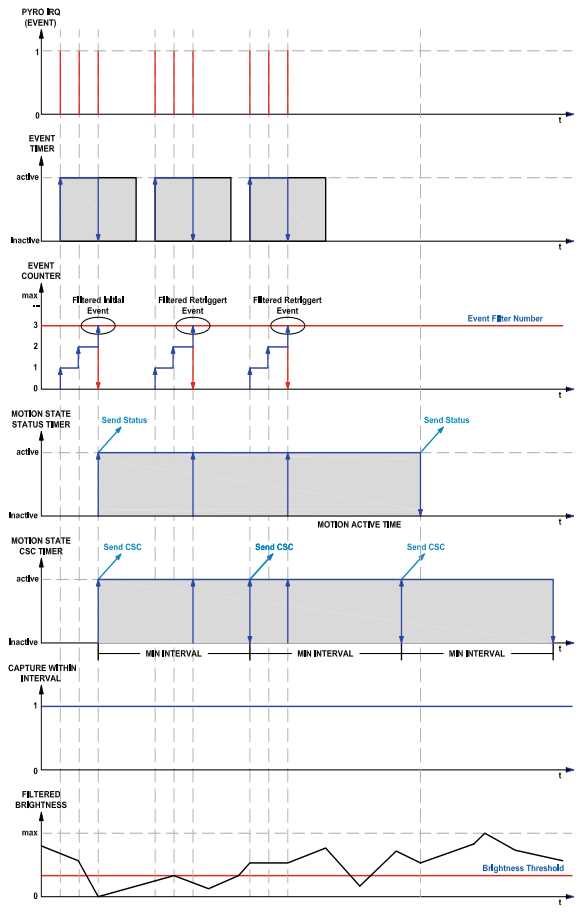 PYRO IRQ
(EVENT)
1
0
t
EVENT
TIMER
active
Inactive
t
EVENT
COUNTER
max
...
3
2
1
0
Filtered Initial
Event
Filtered Retriggert
Event
Filtered Retriggert
Event
Event Filter Number
t
MOTION STATE
STATUS TIMER
Send Status
Send Status
active
Inactive
MOTION ACTIVE TIME
t
MOTION STATE
CSC TIMER
Send CSC
Send CSC
Send CSC
active
Inactive
t
MIN INTERVAL
MIN INTERVAL
MIN INTERVAL
CAPTURE WITHIN
INTERVAL
1
0
t
FILTERED
BRIGHTNESS
max
Brightness Threshold
0
t